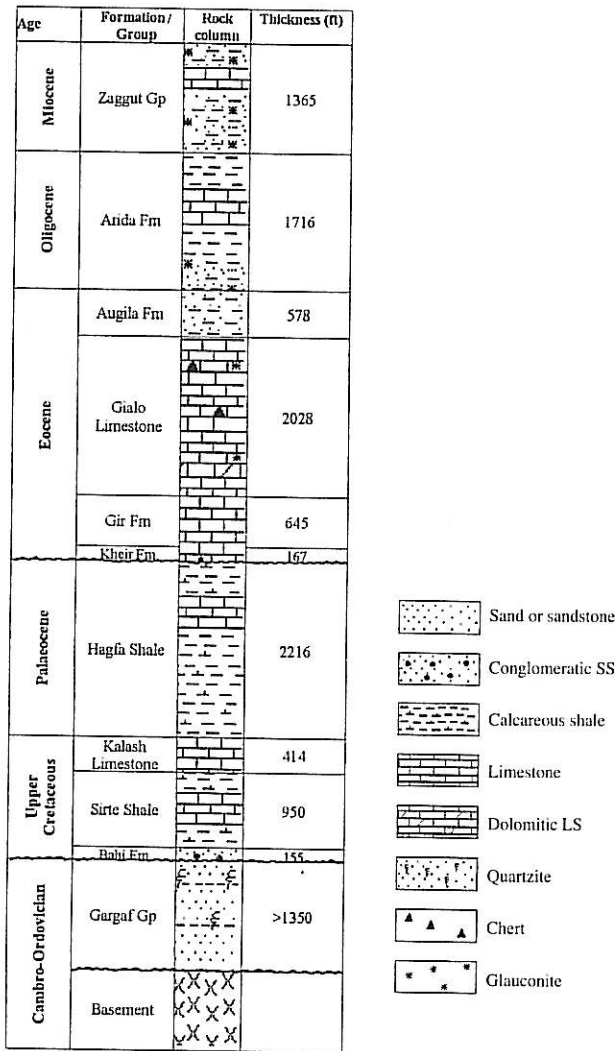 Age
Formation /
Group
Rock
column
Thickness (ft)
Miocene
Zaggut Gp
1365
Oligocene
Arida Fm
1716
Eocene
Augila Fm
578
Gialo
Limestone
2028
Gir Fm
645
Kheir Fm
167
Palaeocene
Hagfa Shale
2216
Upper
Cretaceous
Kalash
Limestone
414
Sirte Shale
950
Bahi Fm
155
Cambro-Ordovician
Gargaf Gp
>1350
Basement
Sand or sandstone
Conglomeratic SS
Calcareous shale
Limestone
Dolomitic LS
Quartzite
Chert
Glauconite